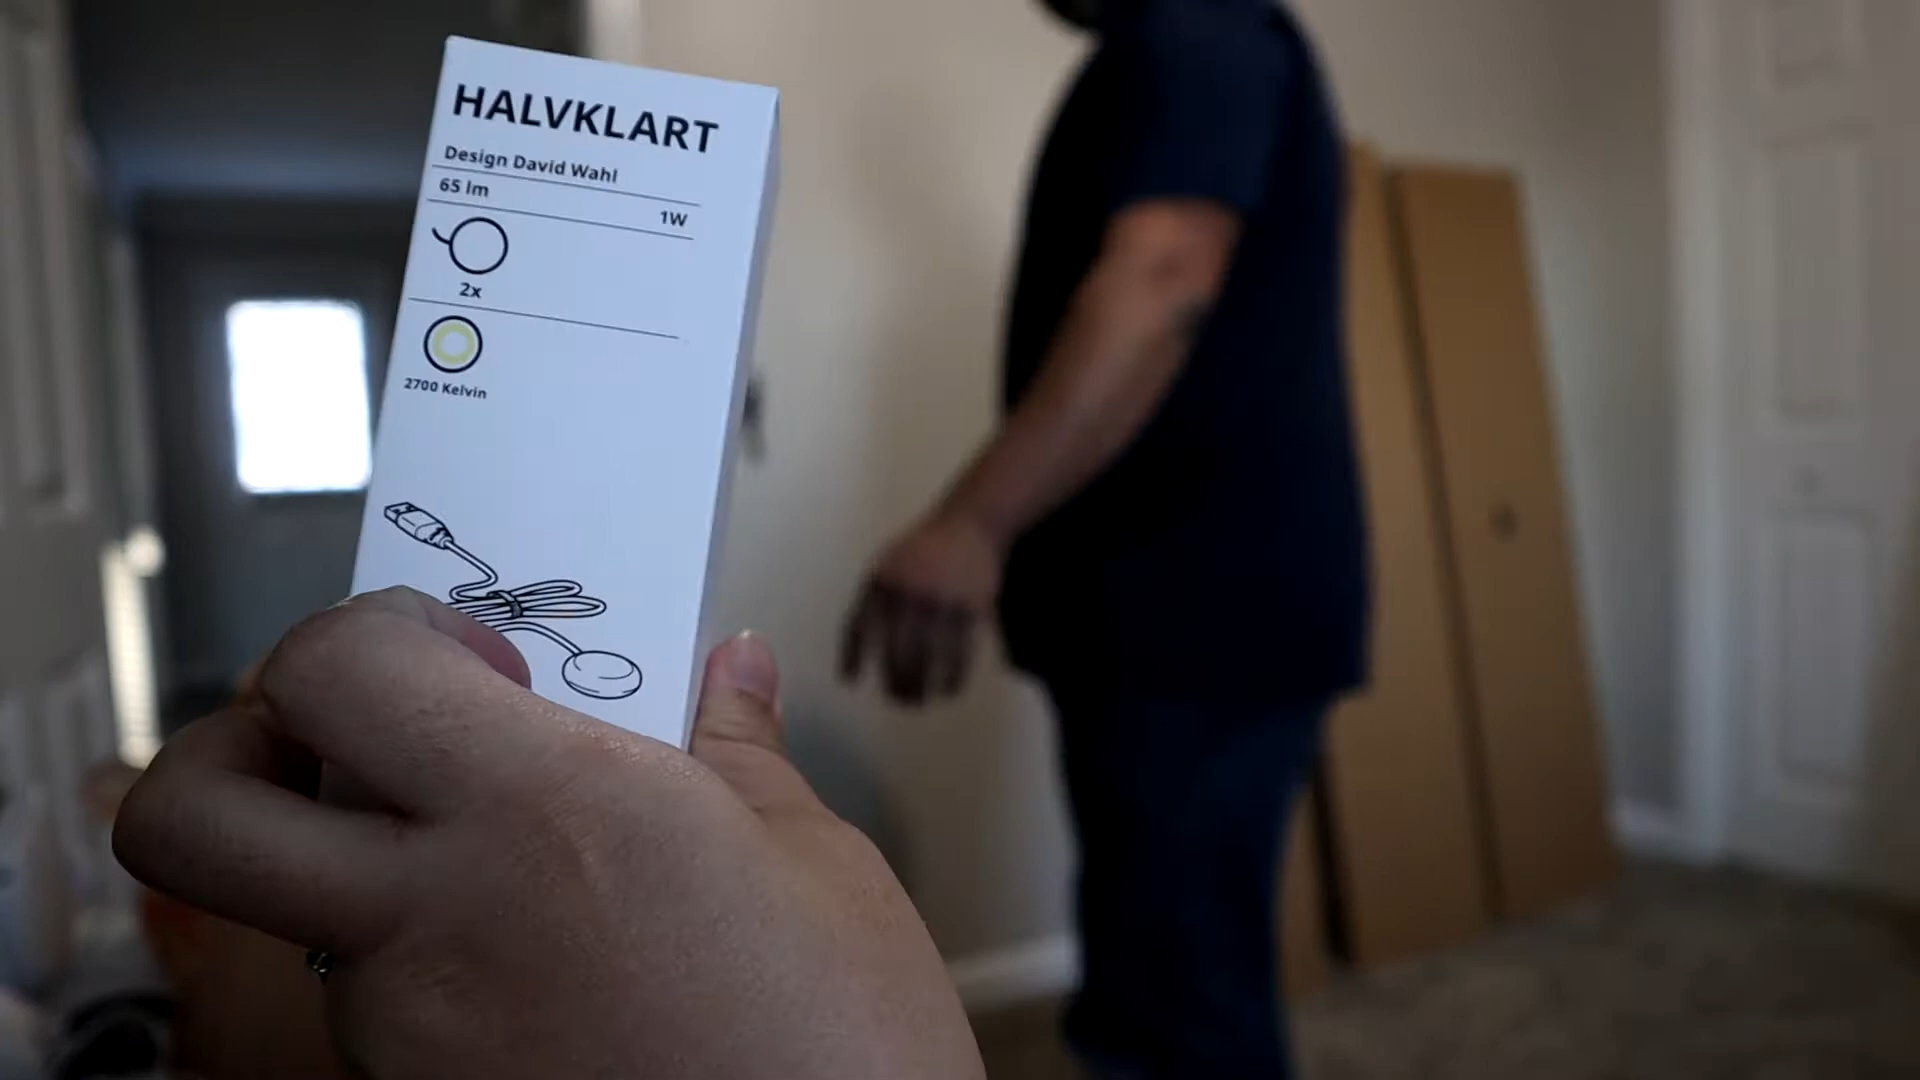 HALVKLART
Design David Wahl
65 lm
1W
2x
2700 Kelvin